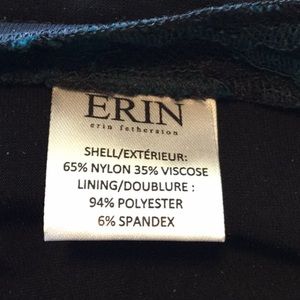 ERIN
erin fetherston
SHELL/EXTÉRIEUR:
65% NYLON 35% VISCOSE
LINING/DOUBLURE :
94% POLYESTER
6% SPANDEX